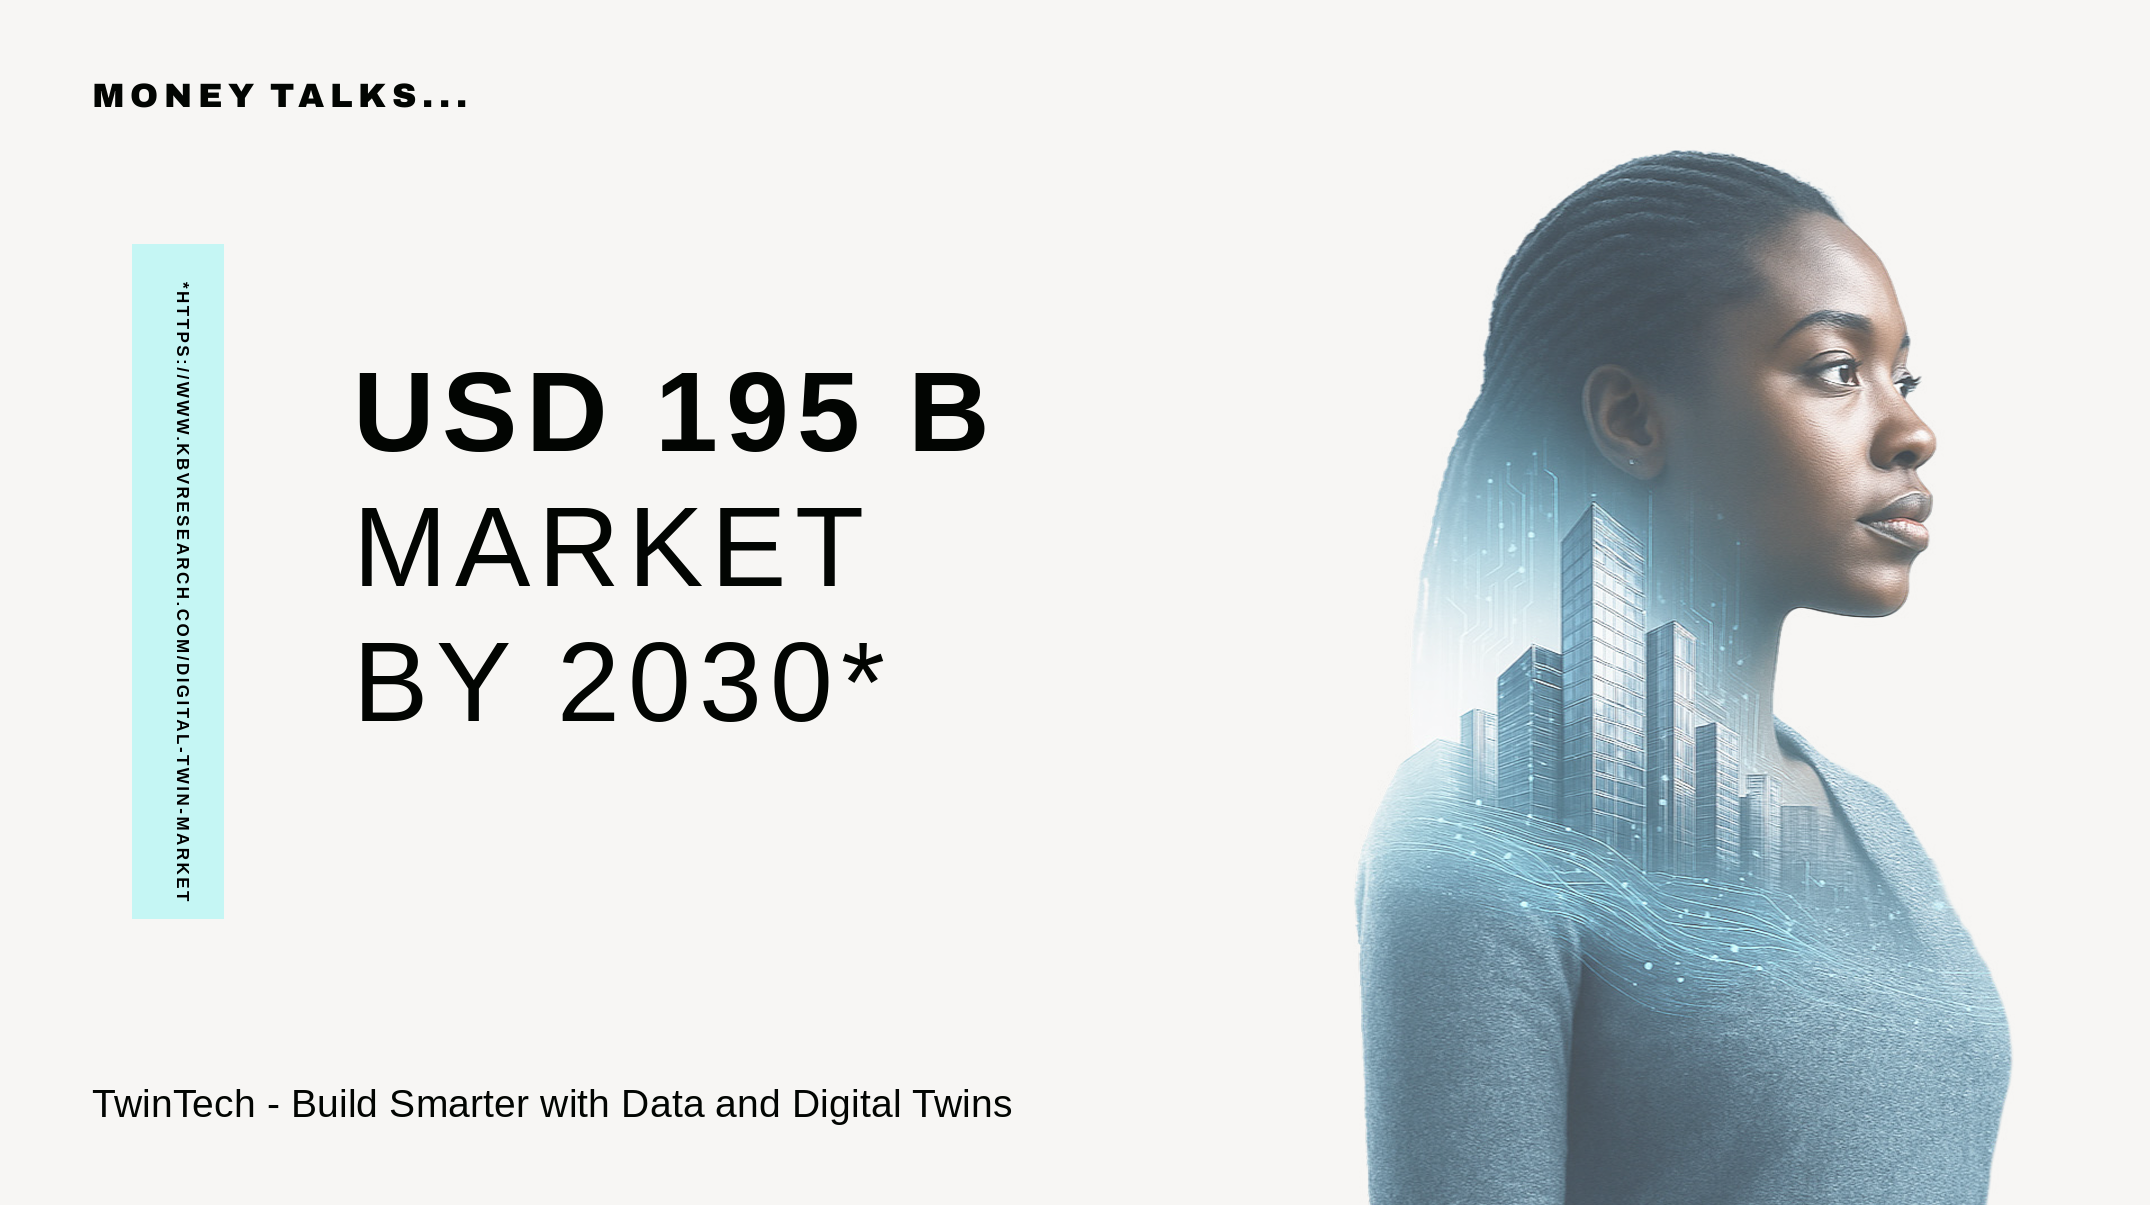 MONEY TALKS...
*HTTPS://WWW.KBVRESEARCH.COM/DIGITAL-TWIN-MARKET
USD 195 B
MARKET
BY 2030*
TwinTech - Build Smarter with Data and Digital Twins